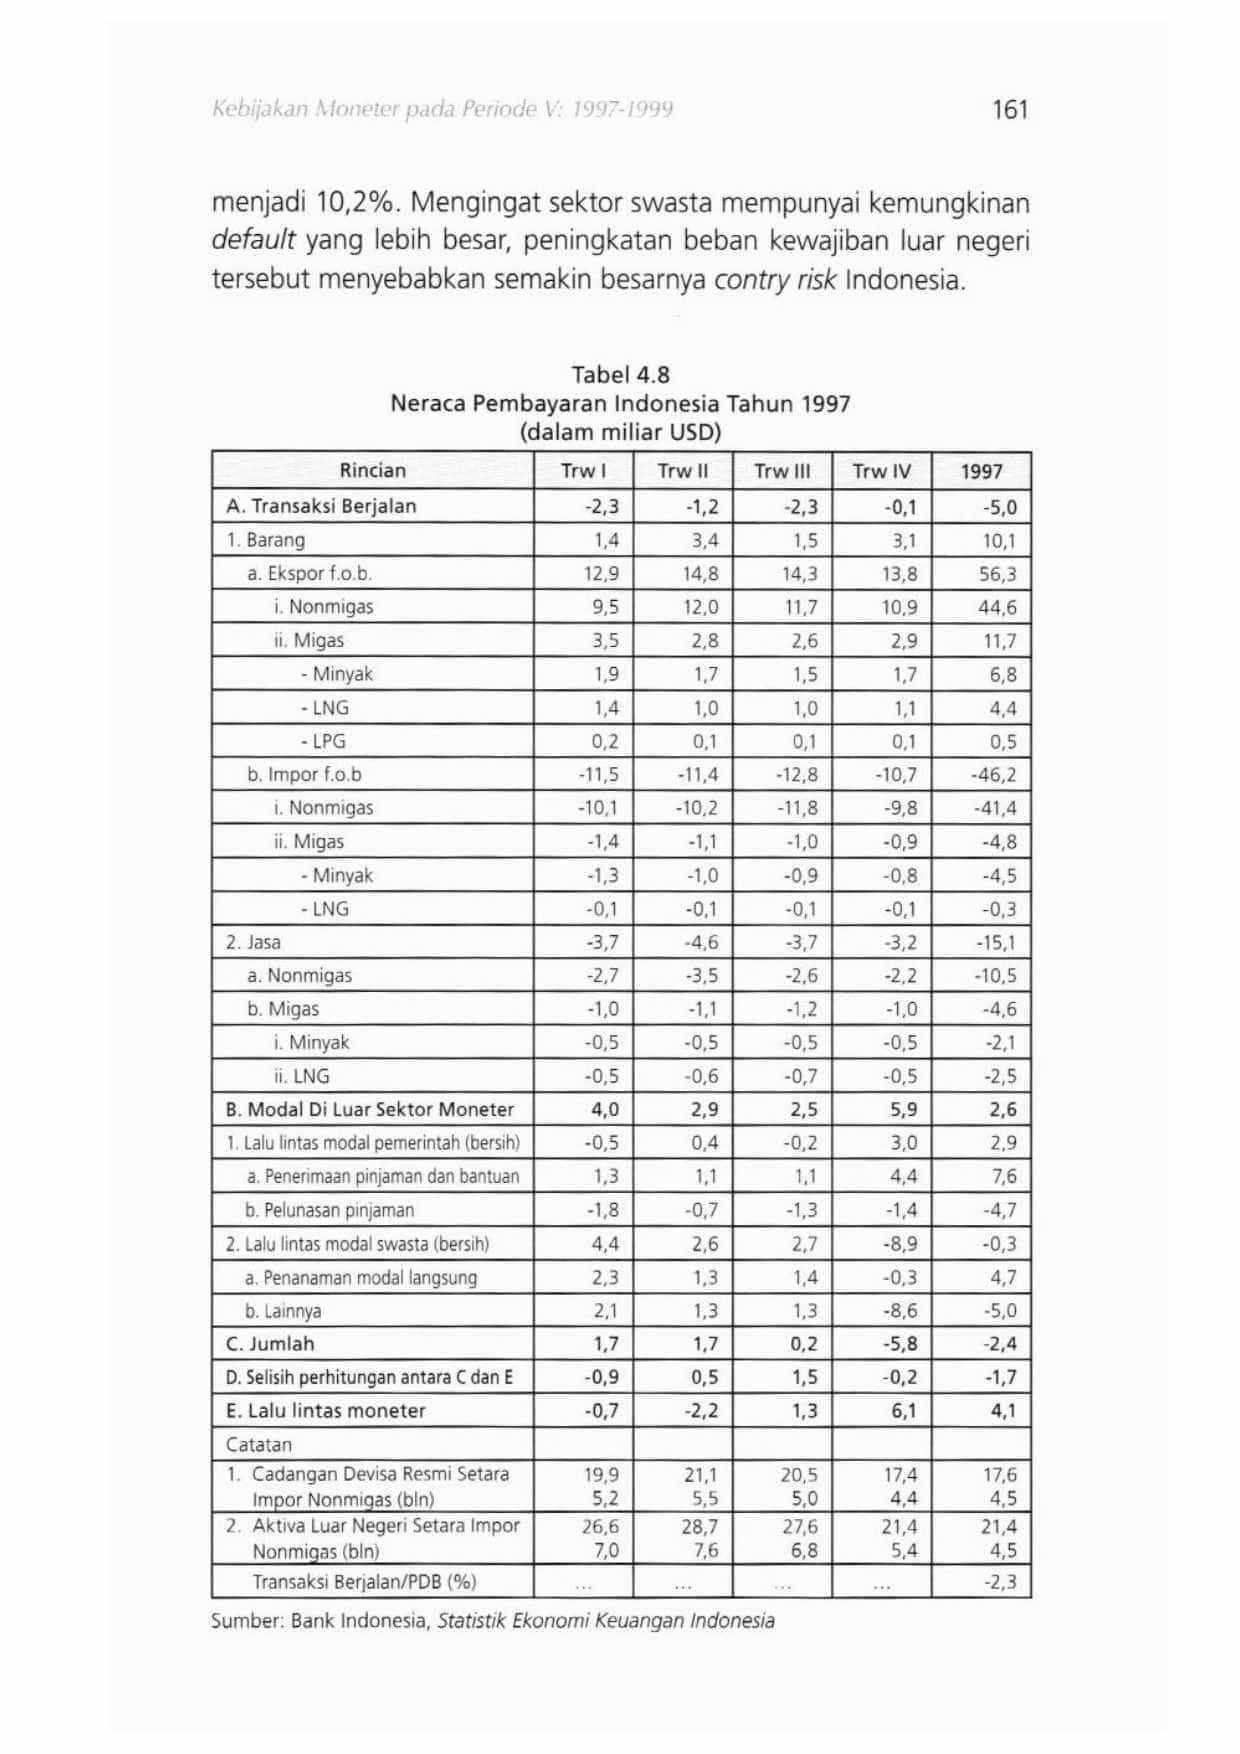 Kebijakan Moneter pada Periode V: 1997-1999 161
menjadi 10,2%. Mengingat sektor swasta mempunyai kemungkinan
default yang lebih besar, peningkatan beban kewajiban luar negeri
tersebut menyebabkan semakin besarnya contry risk Indonesia.
Tabel 4.8
Neraca Pembayaran Indonesia Tahun 1997
(dalam miliar USD)
Rincian Trw I Trw II Trw III Trw IV 1997
A. Transaksi Berjalan -2,3 -1,2 -2,3 -0,1 -5,0
1. Barang 1,4 3,4 1,5 3,1 10,1
a. Ekspor f.o.b. 12,9 14,8 14,3 13,8 56,3
i. Nonmigas 9,5 12,0 11,7 10,9 44,6
ii. Migas 3,5 2,8 2,6 2,9 11,7
- Minyak 1,9 1,7 1,5 1,7 6,8
- LNG 1,4 1,0 1,0 1,1 4,4
- LPG 0,2 0,1 0,1 0,1 0,5
b. Impor f.o.b -11,5 -11,4 -12,8 -10,7 -46,2
i. Nonmigas -10,1 -10,2 -11,8 -9,8 -41,4
ii. Migas -1,4 -1,1 -1,0 -0,9 -4,8
- Minyak -1,3 -1,0 -0,9 -0,8 -4,5
- LNG -0,1 -0,1 -0,1 -0,1 -0,3
2. Jasa -3,7 -4,6 -3,7 -3,2 -15,1
a. Nonmigas -2,7 -3,5 -2,6 -2,2 -10,5
b. Migas -1,0 -1,1 -1,2 -1,0 -4,6
i. Minyak -0,5 -0,5 -0,5 -0,5 -2,1
ii. LNG -0,5 -0,6 -0,7 -0,5 -2,5
B. Modal Di Luar Sektor Moneter 4,0 2,9 2,5 5,9 2,6
1. Lalu lintas modal pemerintah (bersih) -0,5 0,4 -0,2 3,0 2,9
a. Penerimaan pinjaman dan bantuan 1,3 1,1 1,1 4,4 7,6
b. Pelunasan pinjaman -1,8 -0,7 -1,3 -1,4 -4,7
2. Lalu lintas modal swasta (bersih) 4,4 2,6 2,7 -8,9 -0,3
a. Penanaman modal langsung 2,3 1,3 1,4 -0,3 4,7
b. Lainnya 2,1 1,3 1,3 -8,6 -5,0
C. Jumlah 1,7 1,7 0,2 -5,8 -2,4
D. Selisih perhitungan antara C dan E -0,9 0,5 1,5 -0,2 -1,7
E. Lalu lintas moneter -0,7 -2,2 1,3 6,1 4,1
Catatan
1. Cadangan Devisa Resmi Setara 19,9 21,1 20,5 17,4 17,6
Impor Nonmigas (bln) 5,2 5,5 5,0 4,4 4,5
2. Aktiva Luar Negeri Setara Impor 26,6 28,7 27,6 21,4 21,4
Nonmigas (bln) 7,0 7,6 6,8 5,4 4,5
Transaksi Berjalan/PDB (%) ... ... ... ... -2,3
Sumber: Bank Indonesia, Statistik Ekonomi Keuangan Indonesia